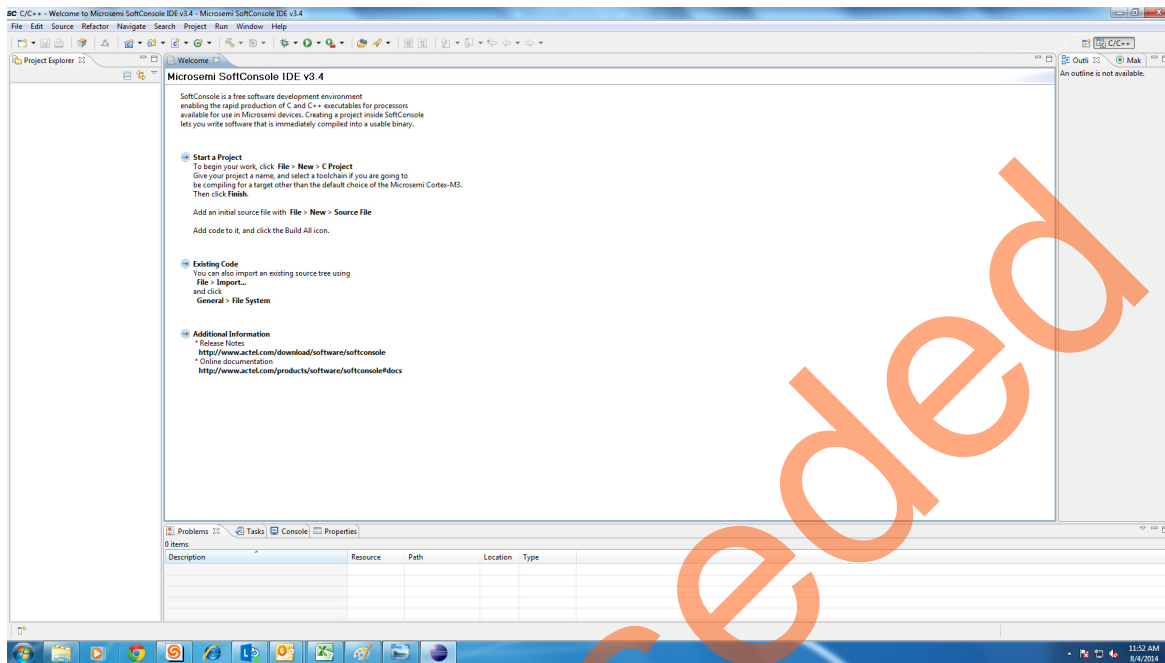 SC C/C++ - Welcome to Microsemi SoftConsole IDE v3.4 - Microsemi SoftConsole IDE v3.4
File Edit Source Refactor Navigate Search Project Run Window Help
C/C++
Project Explorer
Welcome
Outli
Mak
Microsemi SoftConsole IDE v3.4
An outline is not available.
SoftConsole is a free software development environment
enabling the rapid production of C and C++ executables for processors
available for use in Microsemi devices. Creating a project inside SoftConsole
lets you write software that is immediately compiled into a usable binary.
Start a Project
To begin your work, click File > New > C Project
Give your project a name, and select a toolchain if you are going to
be compiling for a target other than the default choice of the Microsemi Cortex-M3.
Then click Finish.
Add an initial source file with File > New > Source File
Add code to it, and click the Build All icon.
Existing Code
You can also import an existing source tree using
File > Import...
and click
General > File System
Additional Information
* Release Notes
http://www.actel.com/download/software/softconsole
* Online documentation
http://www.actel.com/products/software/softconsole#docs
Problems Tasks Console Properties
0 items
Description Resource Path Location Type
11:52 AM
8/4/2014
ceded